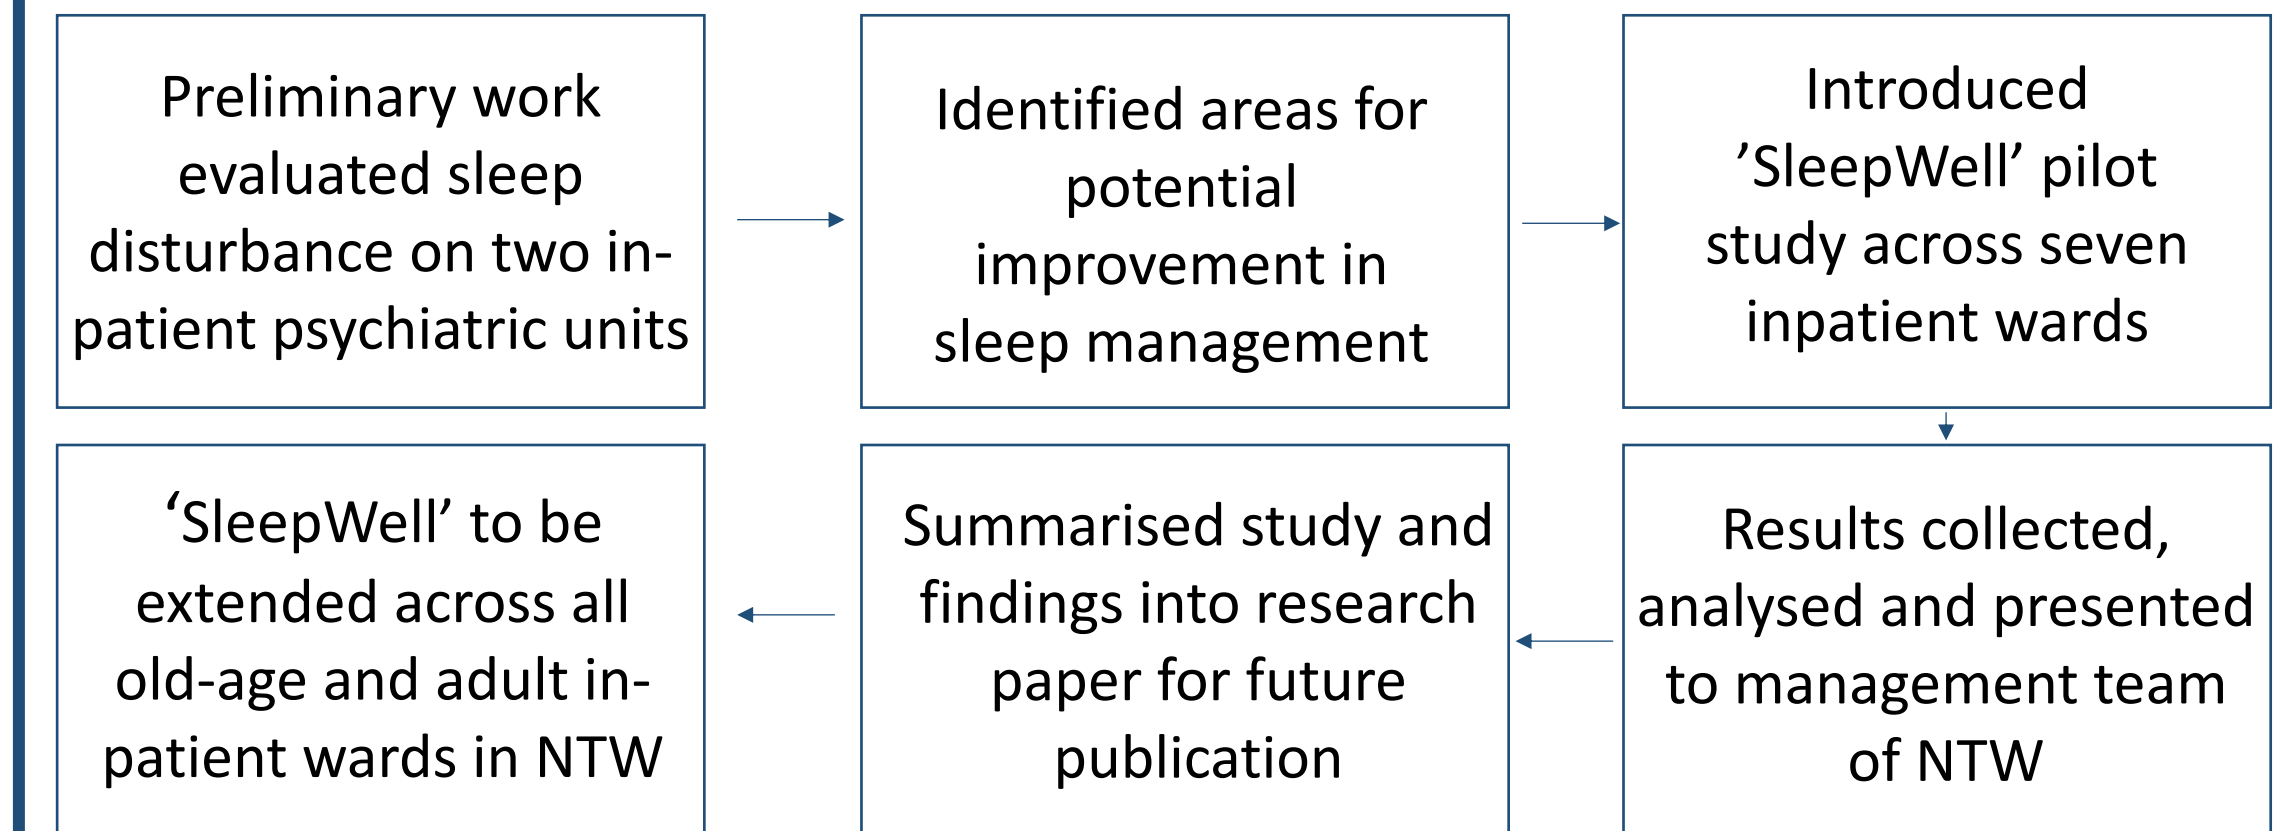 Preliminary work
evaluated sleep
disturbance on two in-
patient psychiatric units
Identified areas for
potential
improvement in
sleep management
Introduced
’SleepWell’ pilot
study across seven
inpatient wards
Results collected,
analysed and presented
to management team
of NTW
Summarised study and
findings into research
paper for future
publication
‘SleepWell’ to be
extended across all
old-age and adult in-
patient wards in NTW